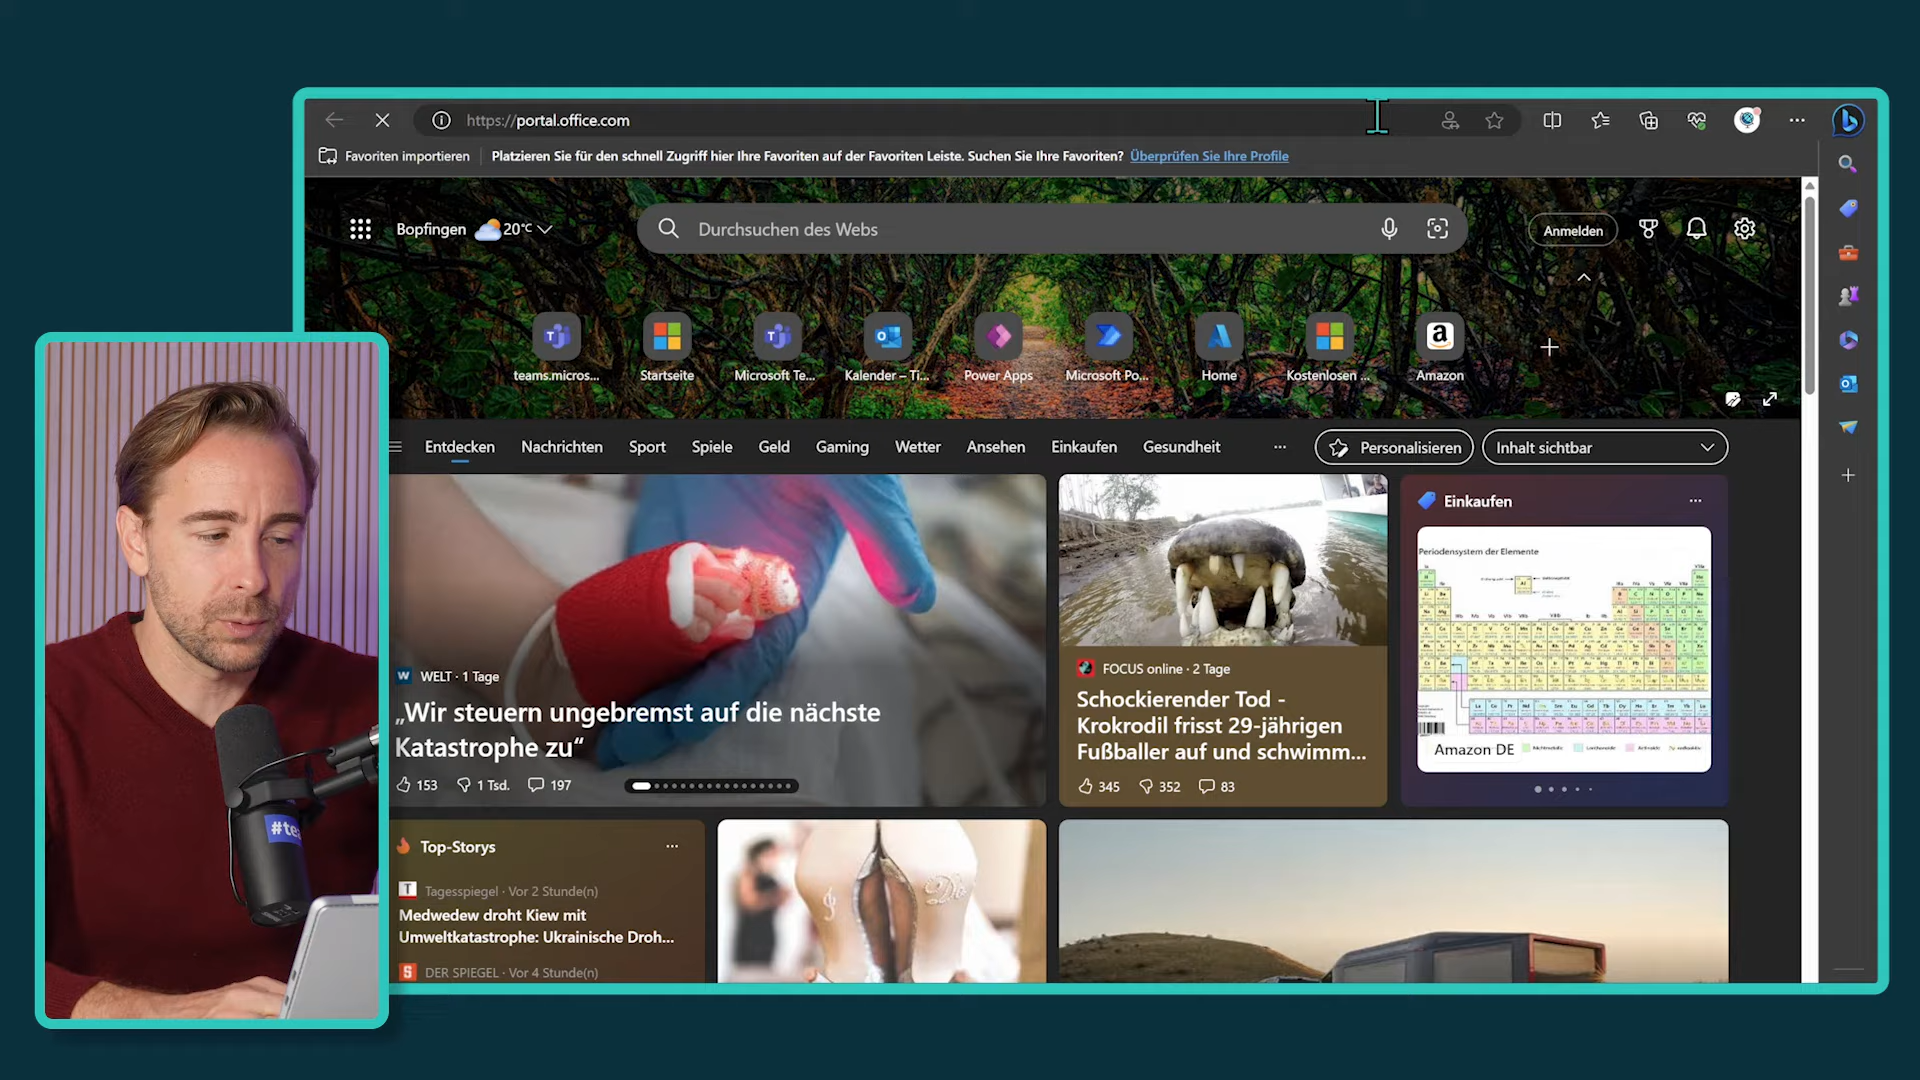 https://portal.office.com
Favoriten importieren
Platzieren Sie für den schnell Zugriff hier Ihre Favoriten auf der Favoriten Leiste. Suchen Sie Ihre Favoriten? Überprüfen Sie Ihre Profile
Bopfingen 20°C
Durchsuchen des Webs
Anmelden
teams.micros...
Startseite
Microsoft Te...
Kalender – Ti...
Power Apps
Microsoft Po...
Home
Kostenlosen ...
Amazon
Entdecken
Nachrichten
Sport
Spiele
Geld
Gaming
Wetter
Ansehen
Einkaufen
Gesundheit
...
Personalisieren
Inhalt sichtbar
WELT · 1 Tage
„Wir steuern ungebremst auf die nächste
Katastrophe zu“
153
1 Tsd.
197
FOCUS online · 2 Tage
Schockierender Tod -
Krokrodil frisst 29-jährigen
Fußballer auf und schwimm...
345
352
83
Einkaufen
Periodensystem der Elemente
Amazon DE
Top-Storys
Tagesspiegel · Vor 2 Stunde(n)
Medwedew droht Kiew mit
Umweltkatastrophe: Ukrainische Droh...
DER SPIEGEL · Vor 4 Stunde(n)
#te